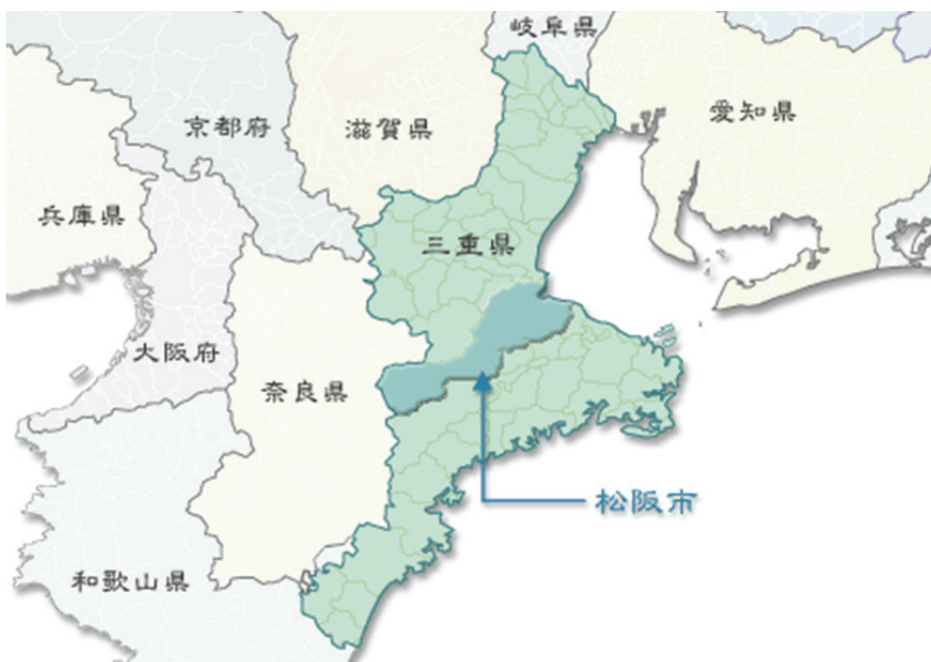 岐阜県
京都府
滋賀県
愛知県
兵庫県
三重県
大阪府
奈良県
松阪市
和歌山県